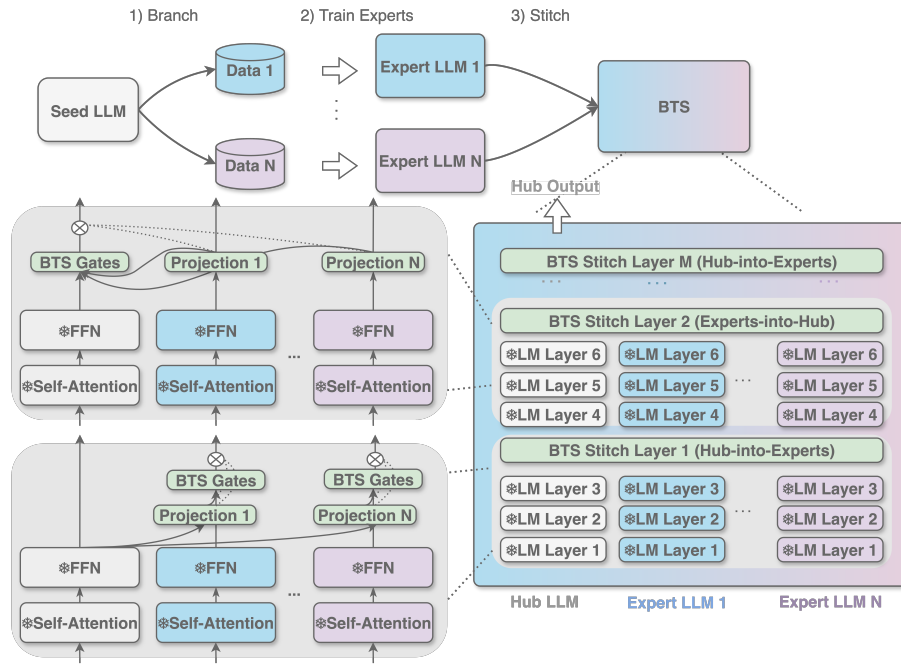 1) Branch
2) Train Experts
3) Stitch
Seed LLM
Data 1
Data N
Expert LLM 1
Expert LLM N
BTS
Hub Output
BTS Gates
Projection 1
Projection N
❄FFN
❄FFN
❄FFN
...
❄Self-Attention
❄Self-Attention
❄Self-Attention
BTS Gates
BTS Gates
Projection 1
Projection N
❄FFN
❄FFN
❄FFN
...
❄Self-Attention
❄Self-Attention
❄Self-Attention
BTS Stitch Layer M (Hub-into-Experts)
... ... ...
BTS Stitch Layer 2 (Experts-into-Hub)
❄LM Layer 6 ❄LM Layer 6 ❄LM Layer 6
❄LM Layer 5 ❄LM Layer 5 ... ❄LM Layer 5
❄LM Layer 4 ❄LM Layer 4 ❄LM Layer 4
BTS Stitch Layer 1 (Hub-into-Experts)
❄LM Layer 3 ❄LM Layer 3 ❄LM Layer 3
❄LM Layer 2 ❄LM Layer 2 ... ❄LM Layer 2
❄LM Layer 1 ❄LM Layer 1 ❄LM Layer 1
Hub LLM Expert LLM 1 Expert LLM N